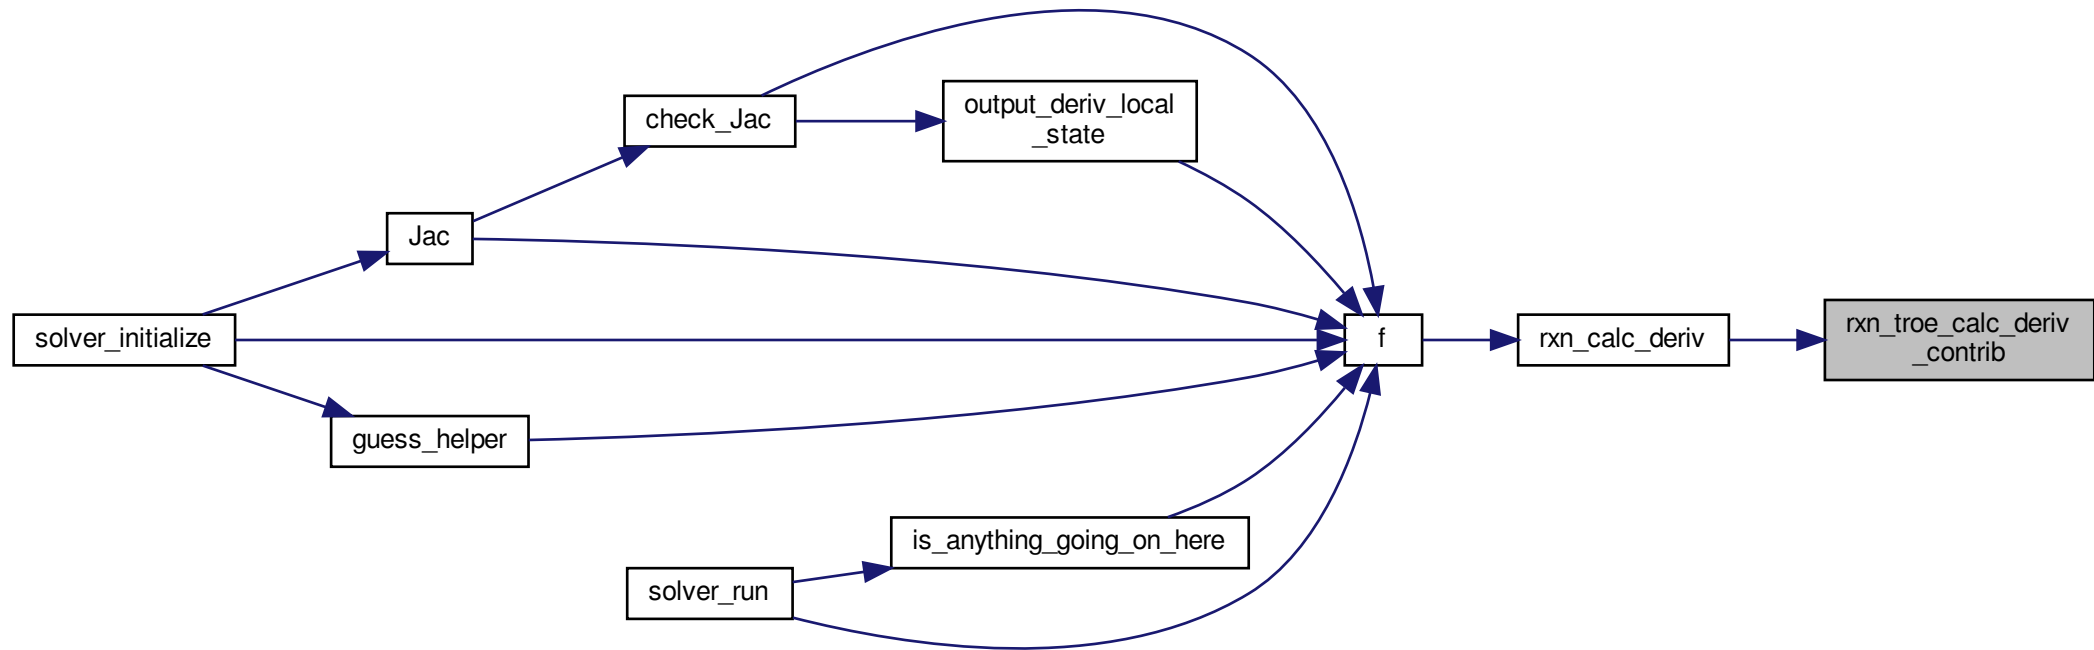 check_Jac
output_deriv_local
_state
Jac
solver_initialize
f
rxn_calc_deriv
rxn_troe_calc_deriv
_contrib
guess_helper
is_anything_going_on_here
solver_run